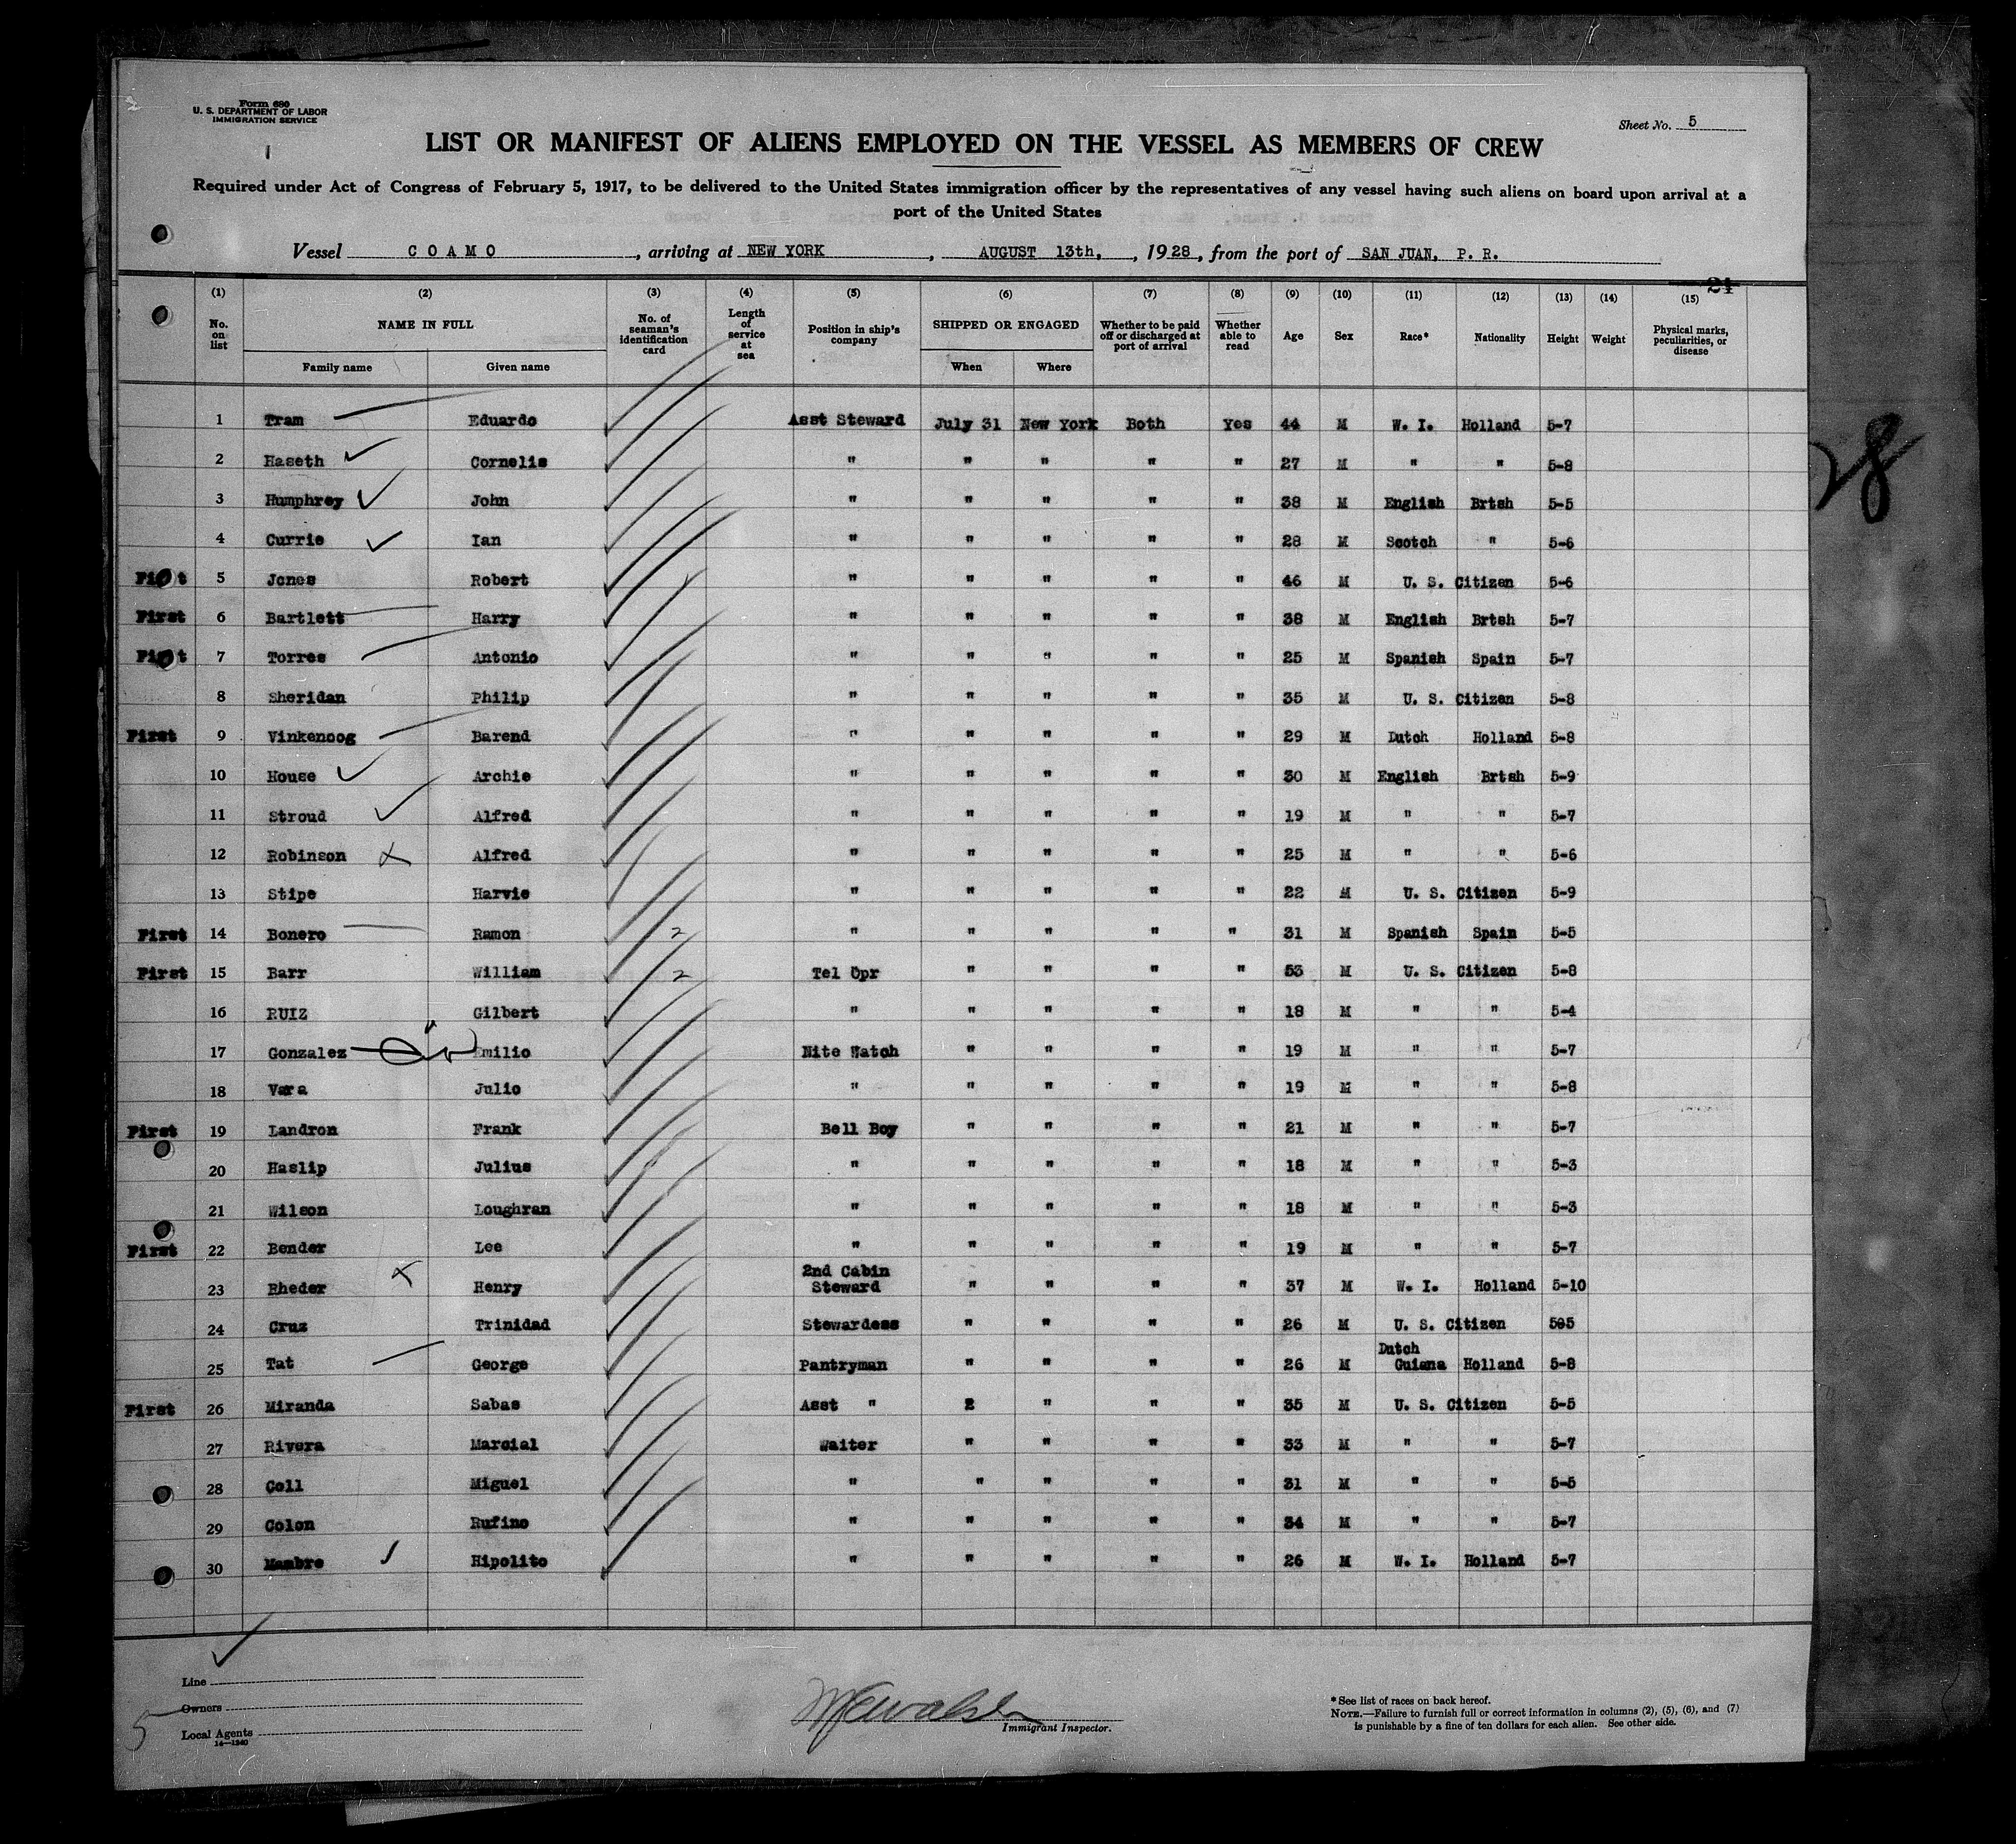 Form 680
U. S. DEPARTMENT OF LABOR
IMMIGRATION SERVICE
Sheet No. 5
LIST OR MANIFEST OF ALIENS EMPLOYED ON THE VESSEL AS MEMBERS OF CREW
Required under Act of Congress of February 5, 1917, to be delivered to the United States immigration officer by the representatives of any vessel having such aliens on board upon arrival at a
port of the United States
Vessel COAMO, arriving at NEW YORK, AUGUST 13th, 1928, from the port of SAN JUAN, P. R.
21
(1) (2) (3) (4) (5) (6) (7) (8) (9) (10) (11) (12) (13) (14) (15)
No. on list NAME IN FULL No. of seaman's identification card Length of service at sea Position in ship's company SHIPPED OR ENGAGED Whether to be paid off or discharged at port of arrival Whether able to read Age Sex Race* Nationality Height Weight Physical marks, peculiarities, or disease
Family name Given name When Where
1 Tram Eduardo Asst Steward July 31 New York Both Yes 44 M W. I. Holland 5-7
2 Haseth Cornelis " " " " " 27 M " " 5-8
3 Humphrey John " " " " " 38 M English Brtsh 5-5
4 Currie Ian " " " " " 28 M Scotch " 5-6
5 Jones Robert " " " " " 46 M U. S. Citizen 5-6
First 6 Bartlett Harry " " " " " 38 M English Brtsh 5-7
7 Torres Antonio " " " " " 25 M Spanish Spain 5-7
8 Sheridan Philip " " " " " 35 M U. S. Citizen 5-8
First 9 Vinkenoog Barend " " " " " 29 M Dutch Holland 5-8
10 House Archie " " " " " 30 M English Brtsh 5-9
11 Stroud Alfred " " " " " 19 M " " 5-7
12 Robinson Alfred " " " " " 25 M " " 5-6
13 Stipe Harvie " " " " " 22 M U. S. Citizen 5-9
First 14 Bonero Ramon 2 " " " " " 31 M Spanish Spain 5-5
First 15 Barr William 2 Tel Opr " " " " 53 M U. S. Citizen 5-8
16 RUIZ Gilbert " " " " " 18 M " " 5-4
17 Gonzalez Emilio Nite Watch " " " " 19 M " " 5-7
18 Vara Julio " " " " " 19 M " " 5-8
First 19 Landron Frank Bell Boy " " " " 21 M " " 5-7
20 Haslip Julius " " " " " 18 M " " 5-3
21 Wilson Loughran " " " " " 18 M " " 5-3
First 22 Bender Lee " " " " " 19 M " " 5-7
23 Rheder Henry 2nd Cabin Steward " " " " 37 M W. I. Holland 5-10
24 Cruz Trinidad Stewardess " " " " 26 M U. S. Citizen 505
25 Tat George Pantryman " " " " 26 M Dutch Guiana Holland 5-8
First 26 Miranda Sabas Asst " 2 " " " 35 M U. S. Citizen 5-5
27 Rivera Marcial Waiter " " " " 33 M " " 5-7
28 Coll Miguel " " " " " 31 M " " 5-5
29 Colon Rufino " " " " " 34 M " " 5-7
30 Mambre Hipolito " " " " " 26 M W. I. Holland 5-7
28
Line
Owners
Local Agents
14—1240
5
Immigrant Inspector.
*See list of races on back hereof.
NOTE.—Failure to furnish full or correct information in columns (2), (5), (6), and (7)
is punishable by a fine of ten dollars for each alien. See other side.